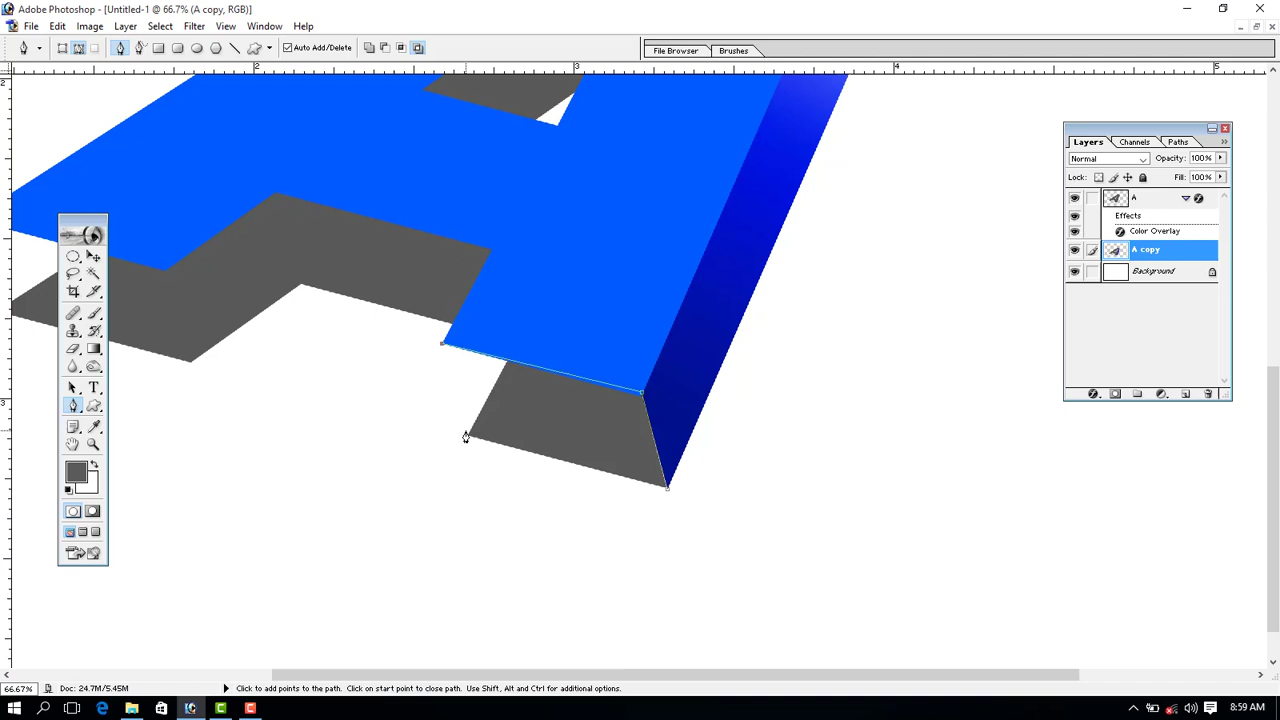 Adobe Photoshop - [Untitled-1 @ 66.7% (A copy, RGB)]
File Edit Image Layer Select Filter View Window Help
Auto Add/Delete
File Browser Brushes
2 3 4 5
2
3
Layers Channels Paths
Normal Opacity: 100%
Lock: Fill: 100%
A
Effects
Color Overlay
A copy
Background
T
66.67% Doc: 24.7M/5.45M Click to add points to the path. Click on start point to close path. Use Shift, Alt and Ctrl for additional options.
8:59 AM